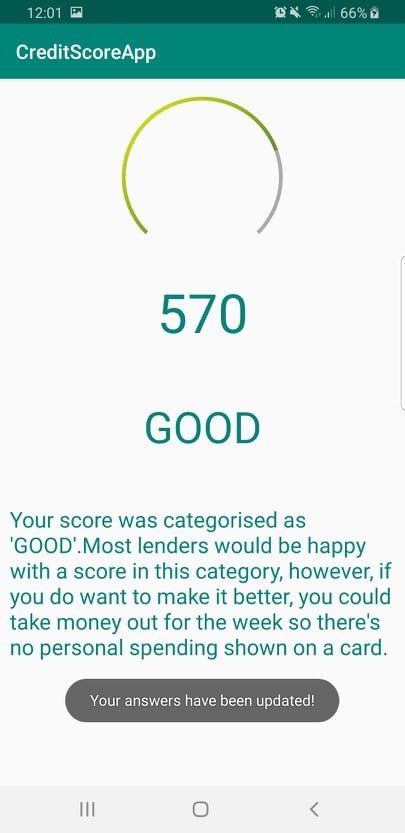 12:01 66%
CreditScoreApp
570
GOOD
Your score was categorised as
'GOOD'.Most lenders would be happy
with a score in this category, however, if
you do want to make it better, you could
take money out for the week so there's
no personal spending shown on a card.
Your answers have been updated!